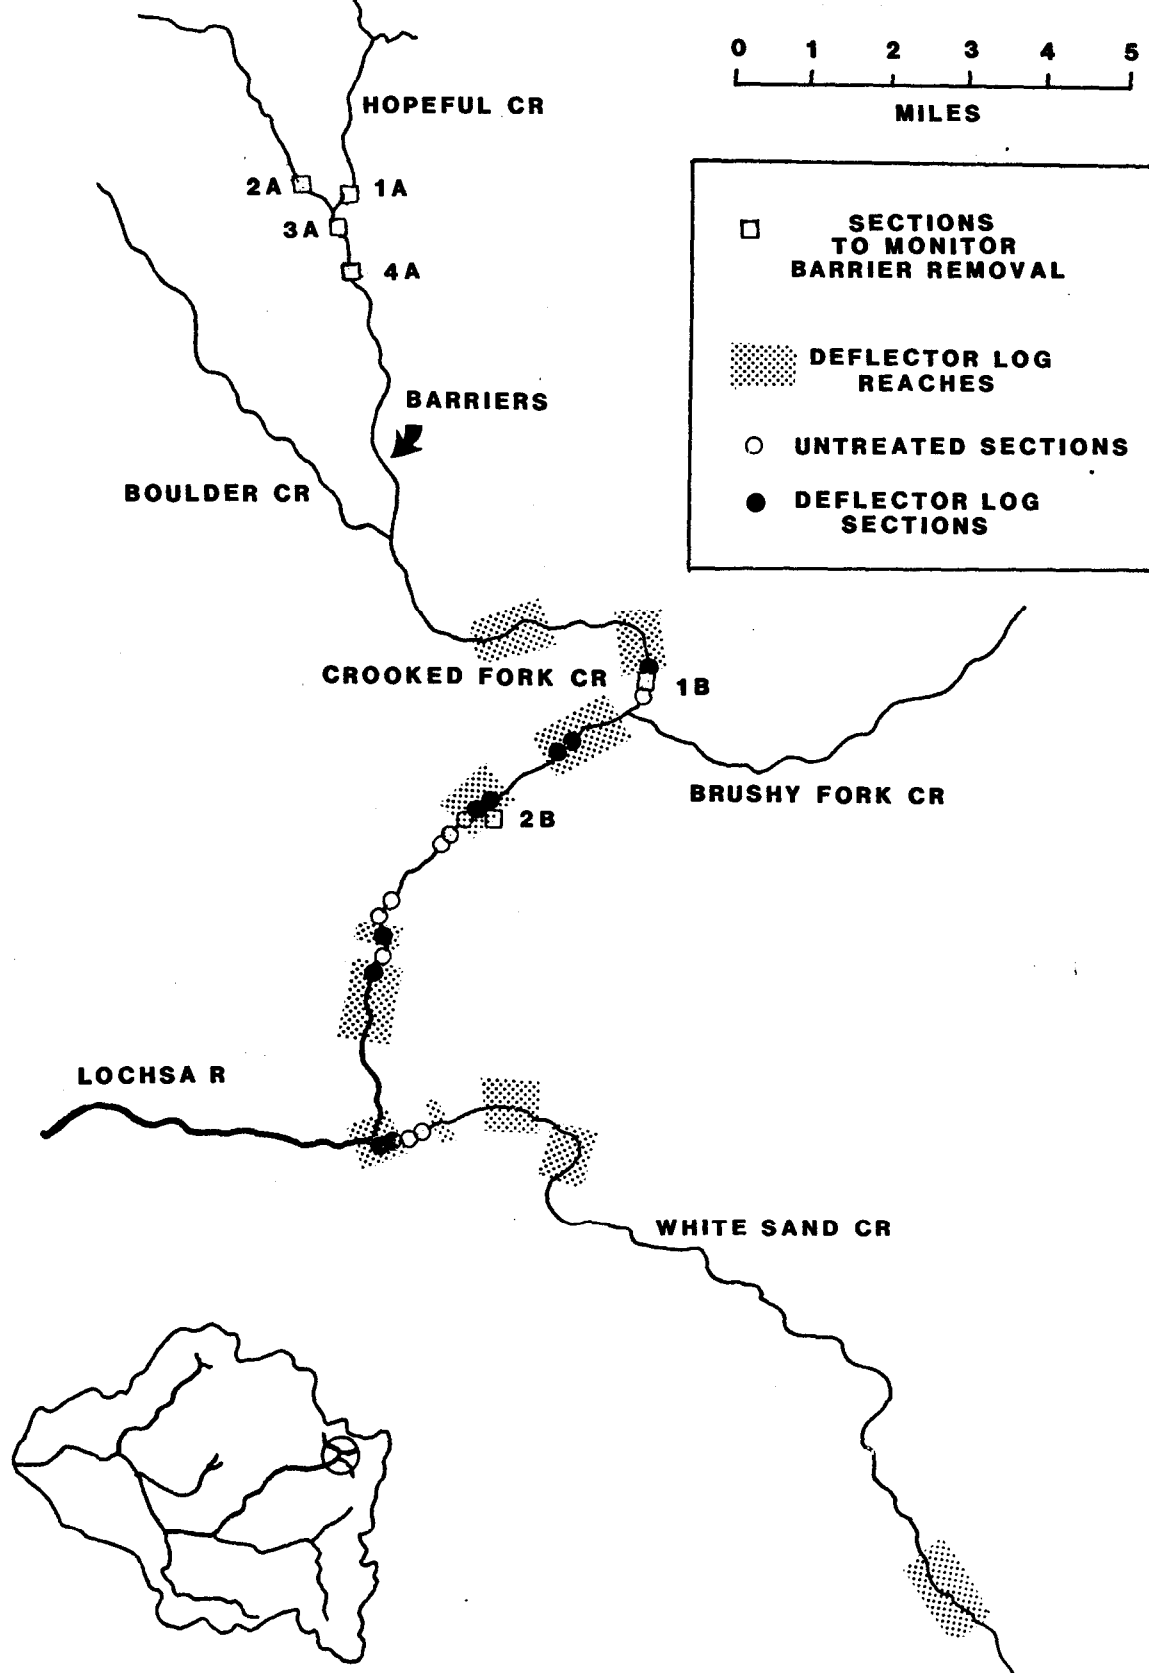 0 1 2 3 4 5
MILES
HOPEFUL CR
2A
1A
3A
4A
SECTIONS
TO MONITOR
BARRIER REMOVAL
DEFLECTOR LOG
REACHES
UNTREATED SECTIONS
DEFLECTOR LOG
SECTIONS
BARRIERS
BOULDER CR
CROOKED FORK CR
1B
BRUSHY FORK CR
2B
LOCHSA R
WHITE SAND CR